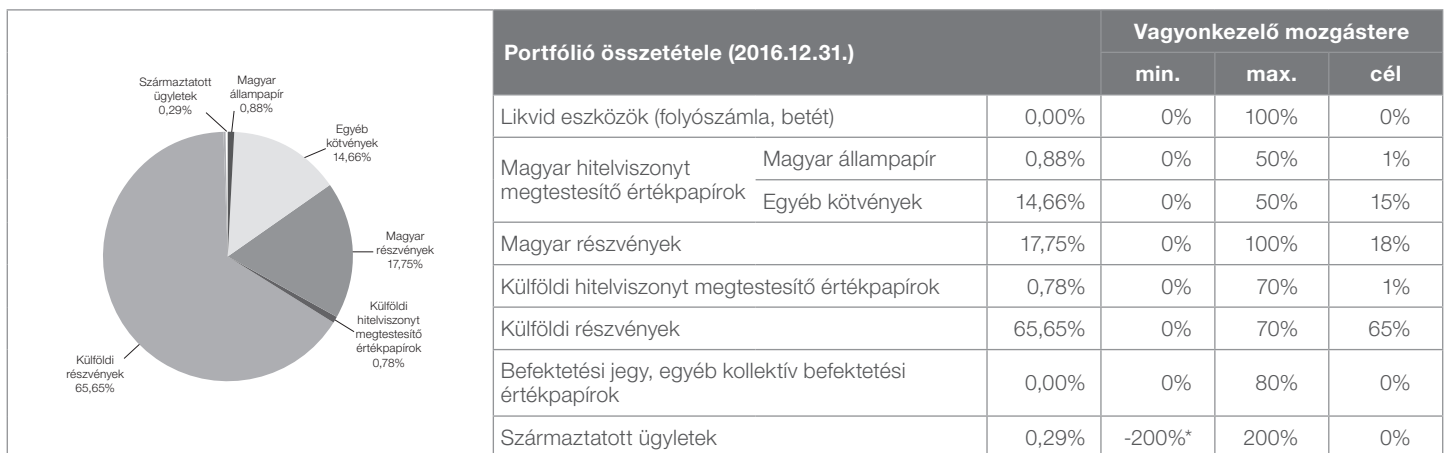 Származtatott
ügyletek
0,29%
Magyar
állampapír
0,88%
Egyéb
kötvények
14,66%
Magyar
részvények
17,75%
Külföldi
hitelviszonyt
megtestesítő
értékpapírok
0,78%
Külföldi
részvények
65,65%
Portfólió összetétele (2016.12.31.) Vagyonkezelő mozgástere
min. max. cél
Likvid eszközök (folyószámla, betét) 0,00% 0% 100% 0%
Magyar hitelviszonyt
megtestesítő értékpapírok
Magyar állampapír 0,88% 0% 50% 1%
Egyéb kötvények 14,66% 0% 50% 15%
Magyar részvények 17,75% 0% 100% 18%
Külföldi hitelviszonyt megtestesítő értékpapírok 0,78% 0% 70% 1%
Külföldi részvények 65,65% 0% 70% 65%
Befektetési jegy, egyéb kollektív befektetési
értékpapírok 0,00% 0% 80% 0%
Származtatott ügyletek 0,29% -200%* 200% 0%